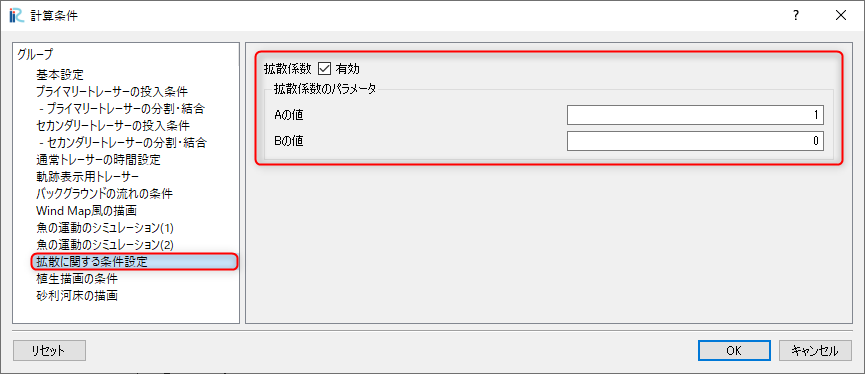 計算条件
?
グループ
基本設定
プライマリートレーサーの投入条件
- プライマリートレーサーの分割・結合
セカンダリートレーサーの投入条件
- セカンダリートレーサーの分割・結合
通常トレーサーの時間設定
軌跡表示用トレーサー
バックグラウンドの流れの条件
Wind Map風の描画
魚の運動のシミュレーション(1)
魚の運動のシミュレーション(2)
拡散に関する条件設定
植生描画の条件
砂利河床の描画
拡散係数 有効
拡散係数のパラメータ
Aの値 1
Bの値 0
リセット OK キャンセル